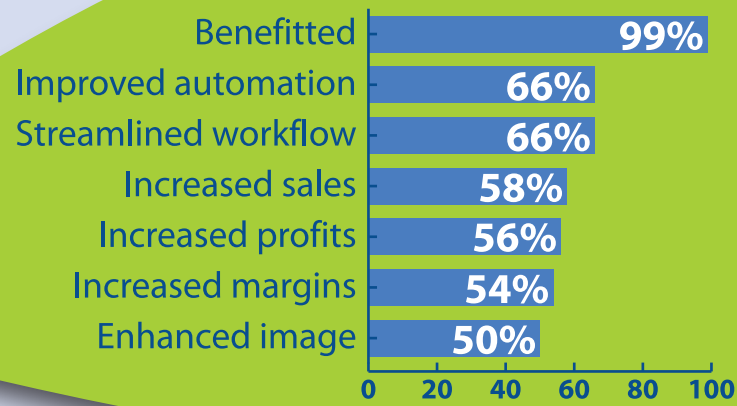 Benefitted 99%
Improved automation 66%
Streamlined workflow 66%
Increased sales 58%
Increased profits 56%
Increased margins 54%
Enhanced image 50%
0 20 40 60 80 100